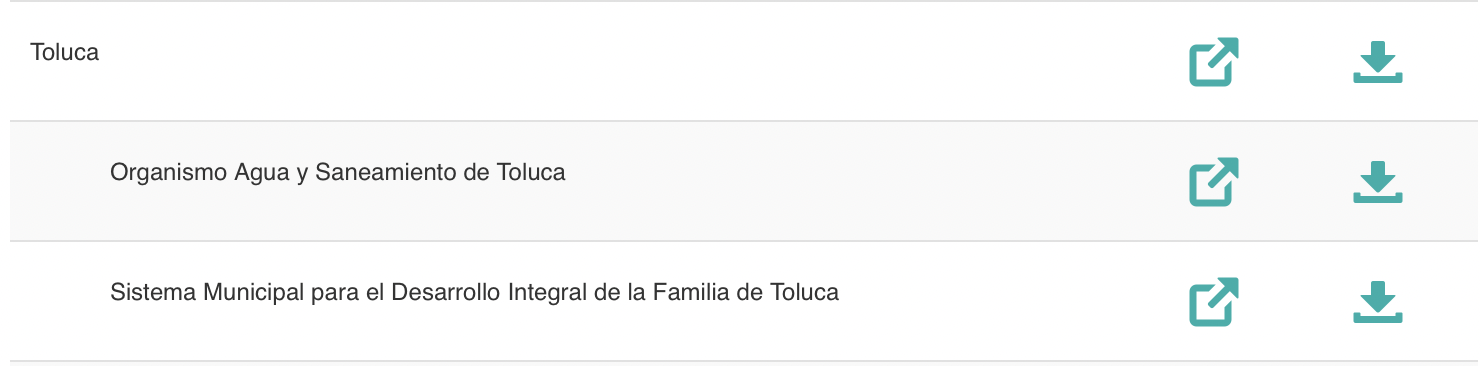 Toluca
Organismo Agua y Saneamiento de Toluca
Sistema Municipal para el Desarrollo Integral de la Familia de Toluca